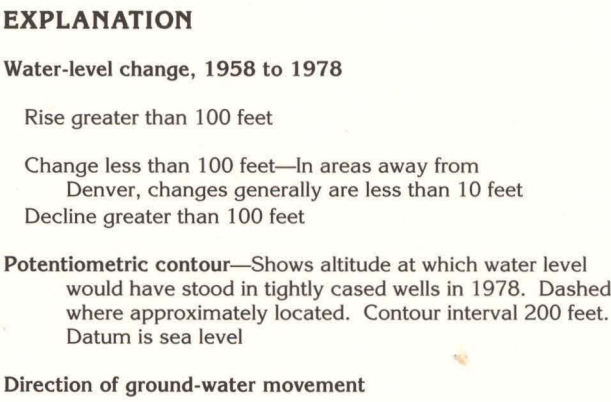 EXPLANATION
Water-level change, 1958 to 1978
Rise greater than 100 feet
Change less than 100 feet—In areas away from
Denver, changes generally are less than 10 feet
Decline greater than 100 feet
Potentiometric contour—Shows altitude at which water level
would have stood in tightly cased wells in 1978. Dashed
where approximately located. Contour interval 200 feet.
Datum is sea level
Direction of ground-water movement